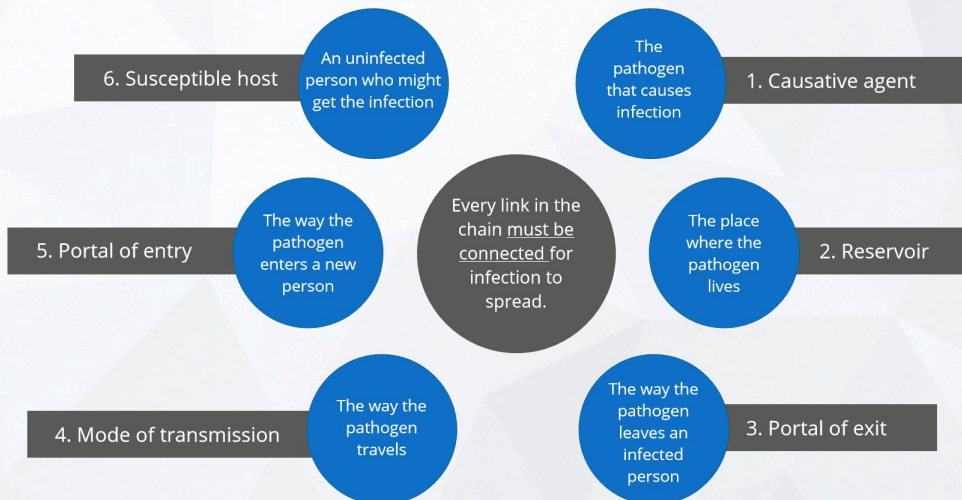 6. Susceptible host
An uninfected
person who might
get the infection
The
pathogen
that causes
infection
1. Causative agent
5. Portal of entry
The way the
pathogen
enters a new
person
Every link in the
chain must be
connected for
infection to
spread.
The place
where the
pathogen
lives
2. Reservoir
4. Mode of transmission
The way the
pathogen
travels
The way the
pathogen
leaves an
infected
person
3. Portal of exit